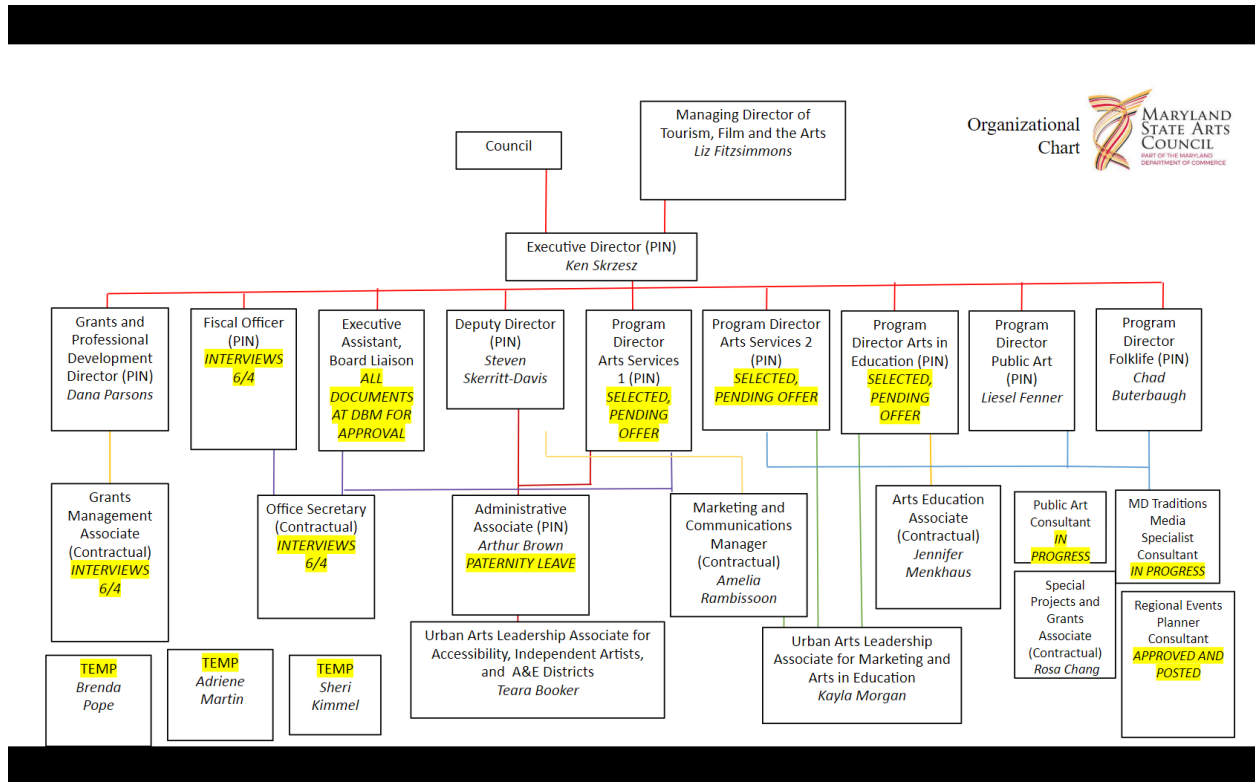 Organizational
Chart
MARYLAND
STATE ARTS
COUNCIL
PART OF THE MARYLAND
DEPARTMENT OF COMMERCE
Council
Managing Director of
Tourism, Film and the Arts
Liz Fitzsimmons
Executive Director (PIN)
Ken Skrzesz
Grants and
Professional
Development
Director (PIN)
Dana Parsons
Fiscal Officer
(PIN)
INTERVIEWS
6/4
Executive
Assistant,
Board Liaison
ALL
DOCUMENTS
AT DBM FOR
APPROVAL
Deputy Director
(PIN)
Steven
Skerritt-Davis
Program
Director
Arts Services
1 (PIN)
SELECTED,
PENDING
OFFER
Program Director
Arts Services 2
(PIN)
SELECTED,
PENDING OFFER
Program
Director Arts in
Education (PIN)
SELECTED,
PENDING
OFFER
Program
Director
Public Art
(PIN)
Liesel Fenner
Program
Director
Folklife (PIN)
Chad
Buterbaugh
Grants
Management
Associate
(Contractual)
INTERVIEWS
6/4
Office Secretary
(Contractual)
INTERVIEWS
6/4
Administrative
Associate (PIN)
Arthur Brown
PATERNITY LEAVE
Marketing and
Communications
Manager
(Contractual)
Amelia
Rambissoon
Arts Education
Associate
(Contractual)
Jennifer
Menkhaus
Public Art
Consultant
IN
PROGRESS
MD Traditions
Media
Specialist
Consultant
IN PROGRESS
Special
Projects and
Grants
Associate
(Contractual)
Rosa Chang
Regional Events
Planner
Consultant
APPROVED AND
POSTED
TEMP
Brenda
Pope
TEMP
Adriene
Martin
TEMP
Sheri
Kimmel
Urban Arts Leadership Associate for
Accessibility, Independent Artists,
and A&E Districts
Teara Booker
Urban Arts Leadership
Associate for Marketing and
Arts in Education
Kayla Morgan